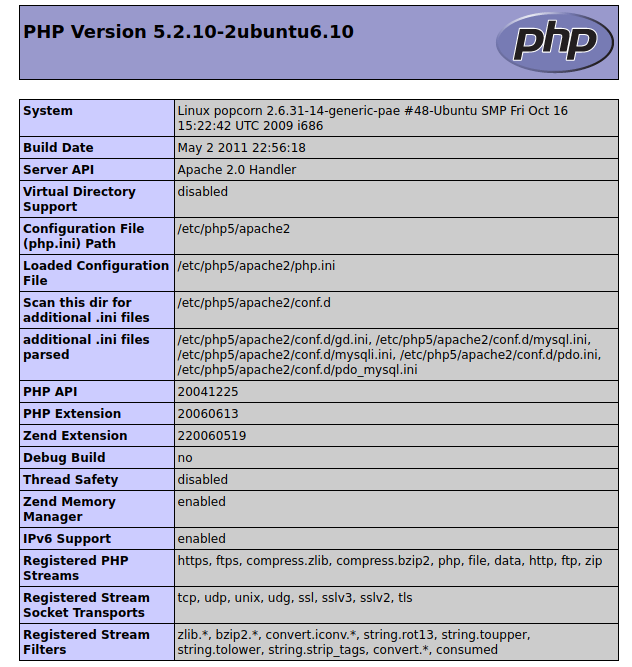 PHP Version 5.2.10-2ubuntu6.10
php
System
Linux popcorn 2.6.31-14-generic-pae #48-Ubuntu SMP Fri Oct 16
15:22:42 UTC 2009 i686
Build Date
May 2 2011 22:56:18
Server API
Apache 2.0 Handler
Virtual Directory
Support
disabled
Configuration File
(php.ini) Path
/etc/php5/apache2
Loaded Configuration
File
/etc/php5/apache2/php.ini
Scan this dir for
additional .ini files
/etc/php5/apache2/conf.d
additional .ini files
parsed
/etc/php5/apache2/conf.d/gd.ini, /etc/php5/apache2/conf.d/mysql.ini,
/etc/php5/apache2/conf.d/mysqli.ini, /etc/php5/apache2/conf.d/pdo.ini,
/etc/php5/apache2/conf.d/pdo_mysql.ini
PHP API
20041225
PHP Extension
20060613
Zend Extension
220060519
Debug Build
no
Thread Safety
disabled
Zend Memory
Manager
enabled
IPv6 Support
enabled
Registered PHP
Streams
https, ftps, compress.zlib, compress.bzip2, php, file, data, http, ftp, zip
Registered Stream
Socket Transports
tcp, udp, unix, udg, ssl, sslv3, sslv2, tls
Registered Stream
Filters
zlib.*, bzip2.*, convert.iconv.*, string.rot13, string.toupper,
string.tolower, string.strip_tags, convert.*, consumed